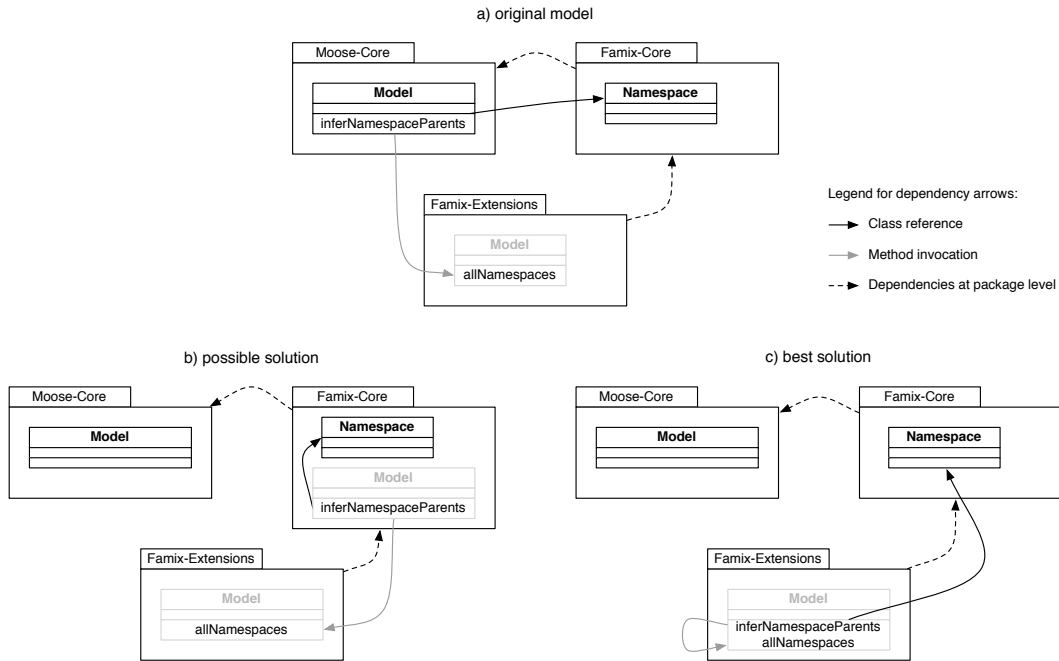 a) original model
Moose-Core
Famix-Core
Model
Namespace
inferNamespaceParents
Famix-Extensions
Model
allNamespaces
Legend for dependency arrows:
Class reference
Method invocation
Dependencies at package level
b) possible solution
Moose-Core
Famix-Core
Model
Namespace
Model
inferNamespaceParents
Famix-Extensions
Model
allNamespaces
c) best solution
Moose-Core
Famix-Core
Model
Namespace
Famix-Extensions
Model
inferNamespaceParents
allNamespaces